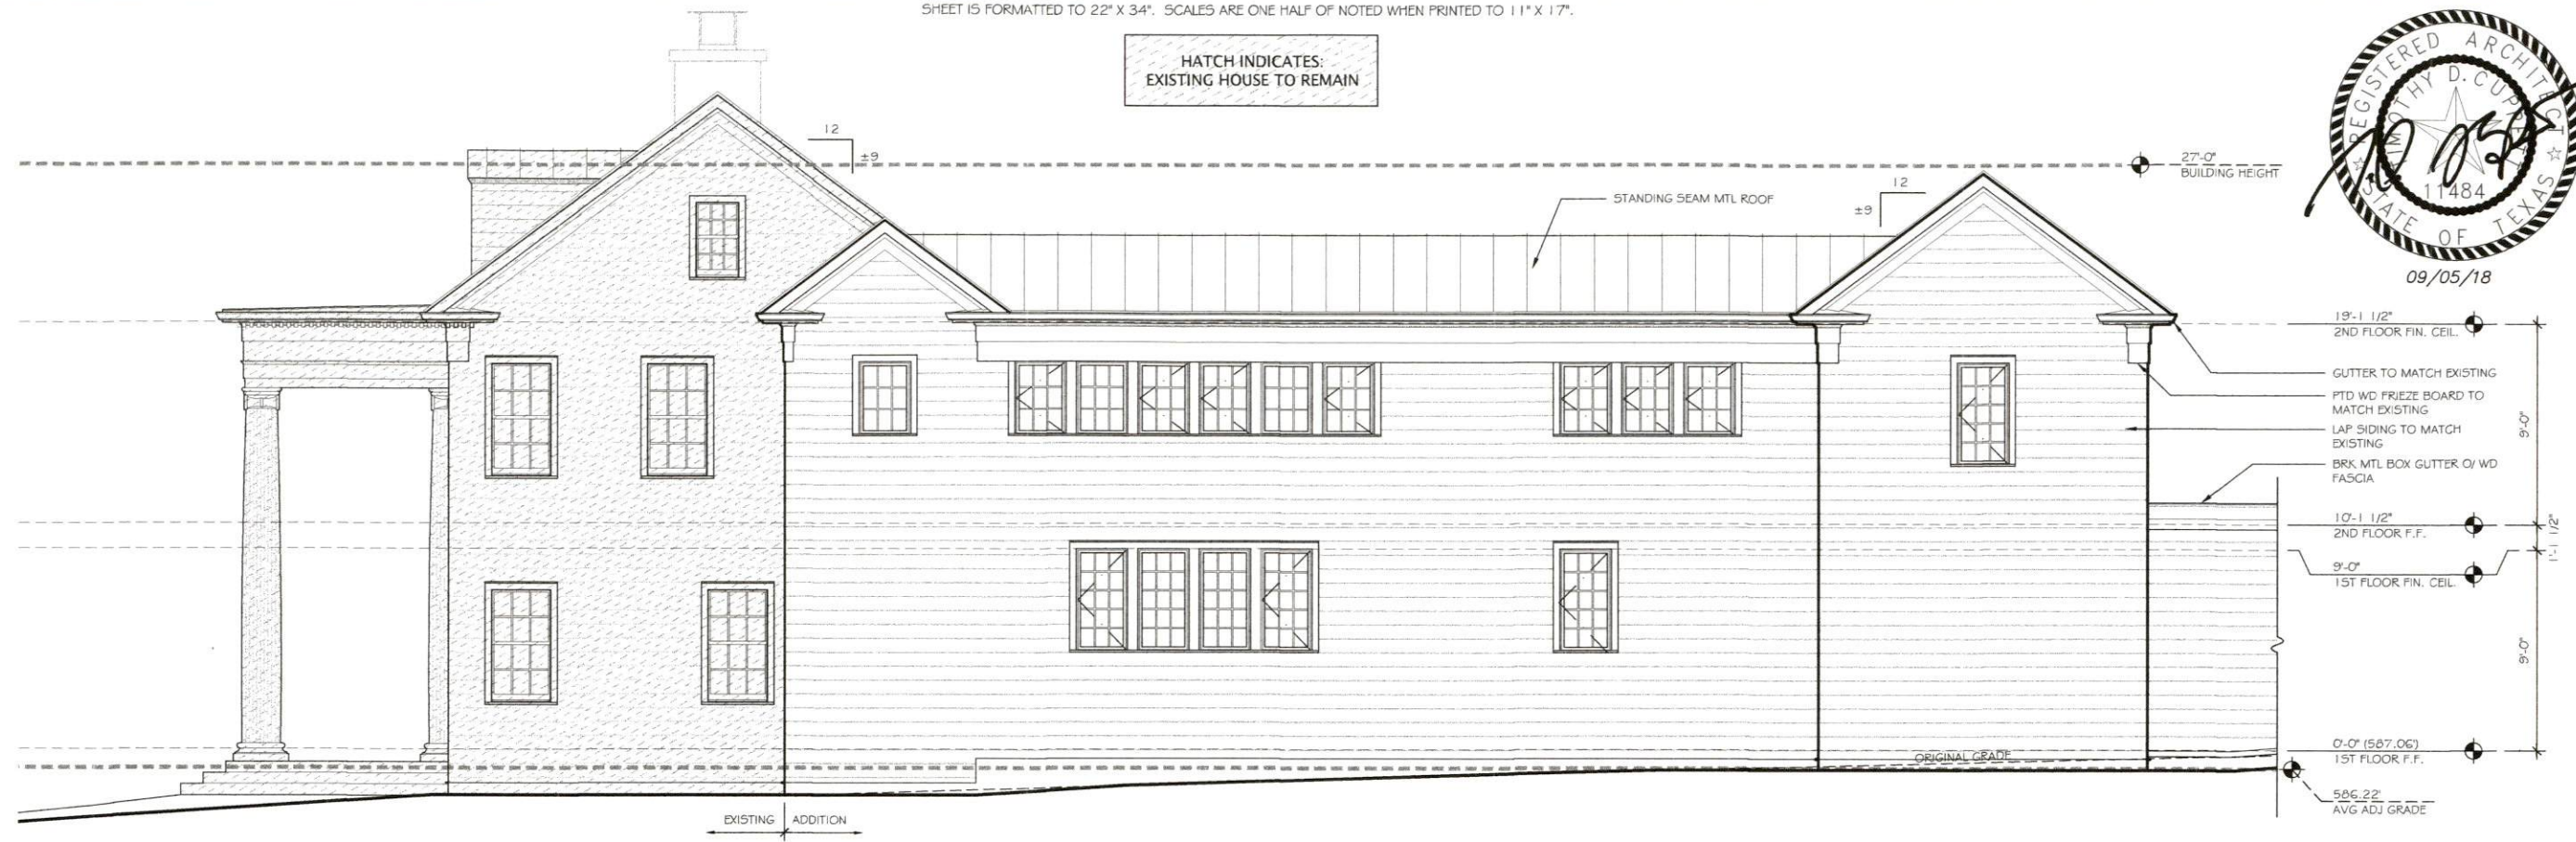 SHEET IS FORMATTED TO 22" X 34". SCALES ARE ONE HALF OF NOTED WHEN PRINTED TO 11" X 17".
HATCH INDICATES:
EXISTING HOUSE TO REMAIN
REGISTERED ARCHITECT
TIMOTHY D.
11484
STATE OF TEXAS
09/05/18
12
±9
27'-0"
BUILDING HEIGHT
STANDING SEAM MTL ROOF
12
±9
19'-1 1/2"
2ND FLOOR FIN. CEIL.
GUTTER TO MATCH EXISTING
PTD WD FRIEZE BOARD TO
MATCH EXISTING
LAP SIDING TO MATCH
EXISTING
BRK MTL BOX GUTTER O/ WD
FASCIA
9'-0"
10'-1 1/2"
2ND FLOOR F.F.
1'-1 1/2"
9'-0"
1ST FLOOR FIN. CEIL.
9'-0"
ORIGINAL GRADE
0'-0" (587.06')
1ST FLOOR F.F.
586.22'
AVG ADJ GRADE
EXISTING
ADDITION